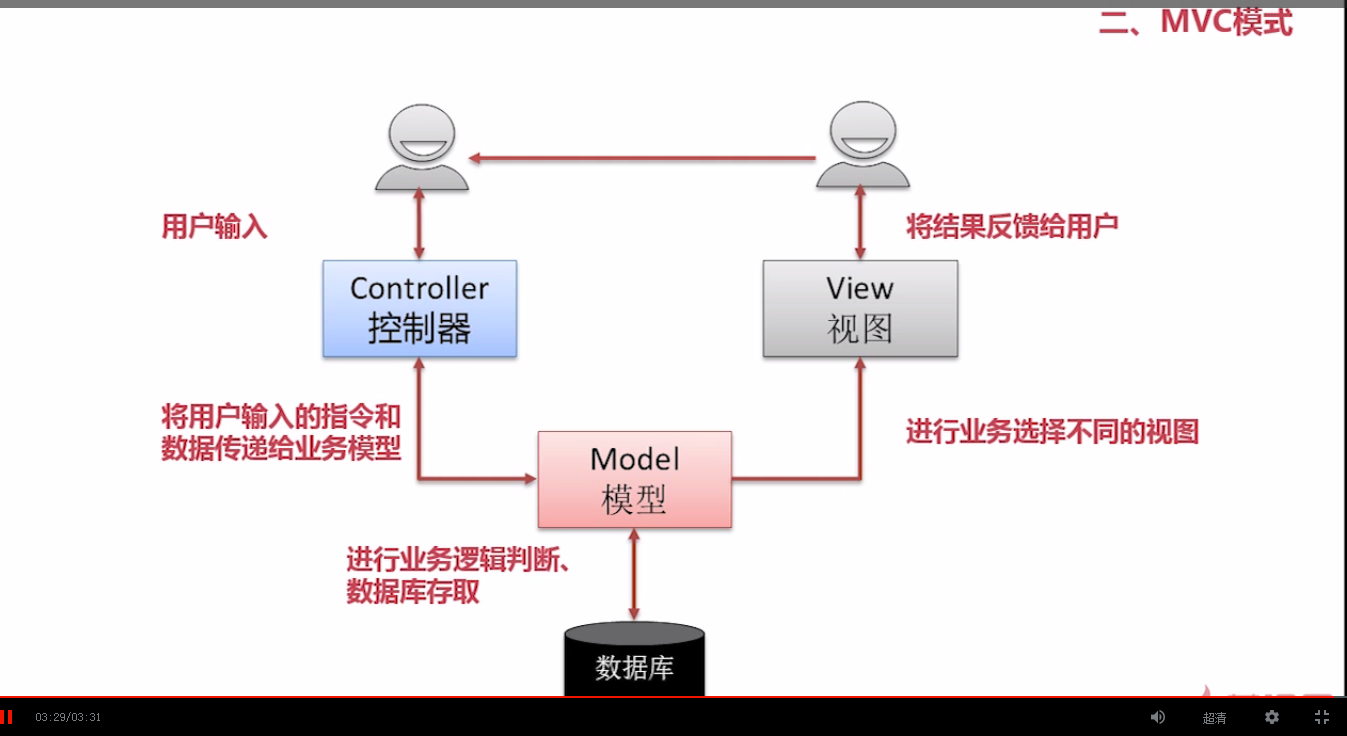 二、MVC模式
用户输入
将结果反馈给用户
Controller
控制器
View
视图
将用户输入的指令和
数据传递给业务模型
进行业务选择不同的视图
Model
模型
进行业务逻辑判断、
数据库存取
数据库
03:29/03:31
超清